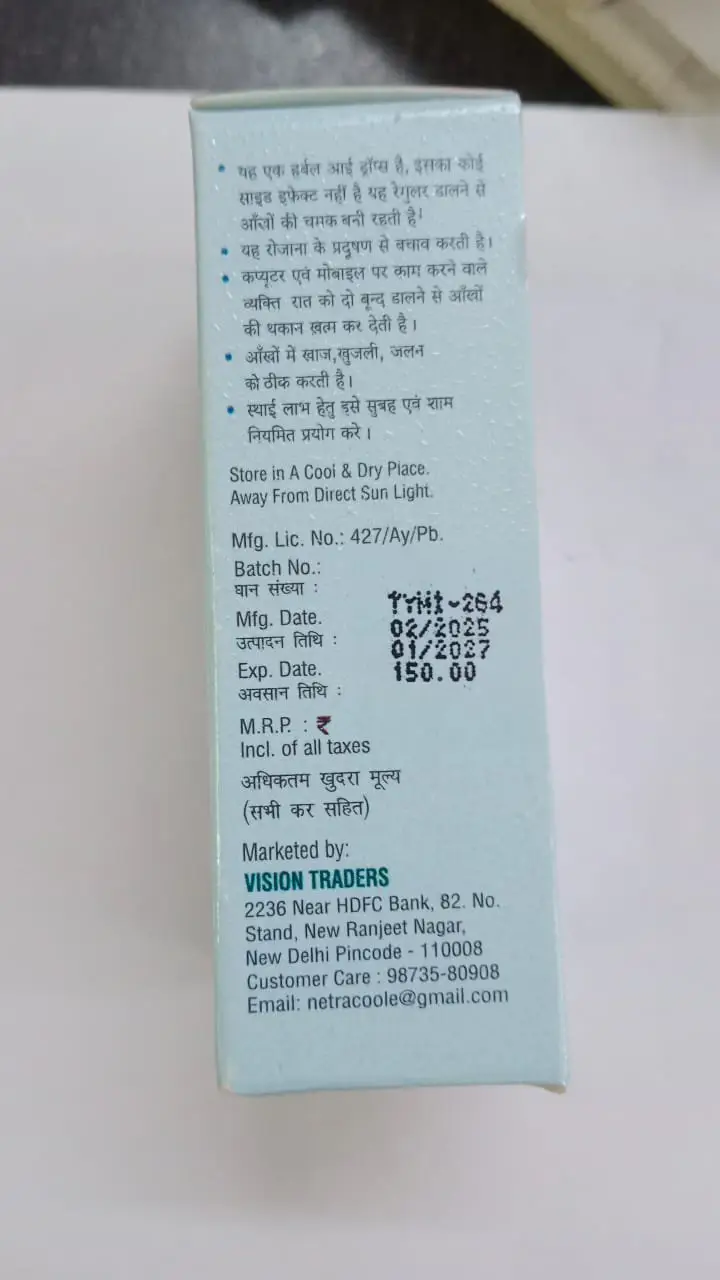 • यह एक हर्बल आई ड्रॉप्स है, इसका कोई
साइड इफेक्ट नहीं है यह रेगुलर डालने से
आँखों की चमक बनी रहती है।
• यह रोजाना के प्रदूषण से बचाव करती है।
• कप्यूटर एवं मोबाइल पर काम करने वाले
व्यक्ति रात को दो बून्द डालने से आँखों
की थकान ख़त्म कर देती है।
• आँखों में खाज,खुजली, जलन
को ठीक करती है।
• स्थाई लाभ हेतु इसे सुबह एवं शाम
नियमित प्रयोग करे।
Store in A Cool & Dry Place.
Away From Direct Sun Light.
Mfg. Lic. No.: 427/Ay/Pb.
Batch No.:
घान संख्या :
TYMI-264
Mfg. Date.
02/2025
उत्पादन तिथि :
01/2027
Exp. Date.
150.00
अवसान तिथि :
M.R.P. : ₹
Incl. of all taxes
अधिकतम खुदरा मूल्य
(सभी कर सहित)
Marketed by:
VISION TRADERS
2236 Near HDFC Bank, 82. No.
Stand, New Ranjeet Nagar,
New Delhi Pincode - 110008
Customer Care : 98735-80908
Email: netracoole@gmail.com